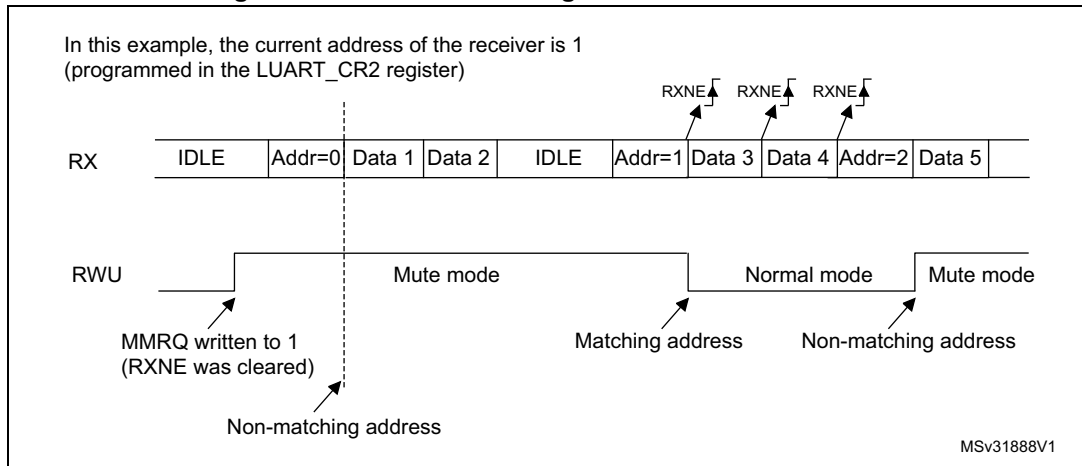 In this example, the current address of the receiver is 1
(programmed in the LUART_CR2 register)
RXNE RXNE RXNE
RX IDLE Addr=0 Data 1 Data 2 IDLE Addr=1 Data 3 Data 4 Addr=2 Data 5
RWU Mute mode Normal mode Mute mode
MMRQ written to 1 Matching address Non-matching address
(RXNE was cleared)
Non-matching address
MSv31888V1